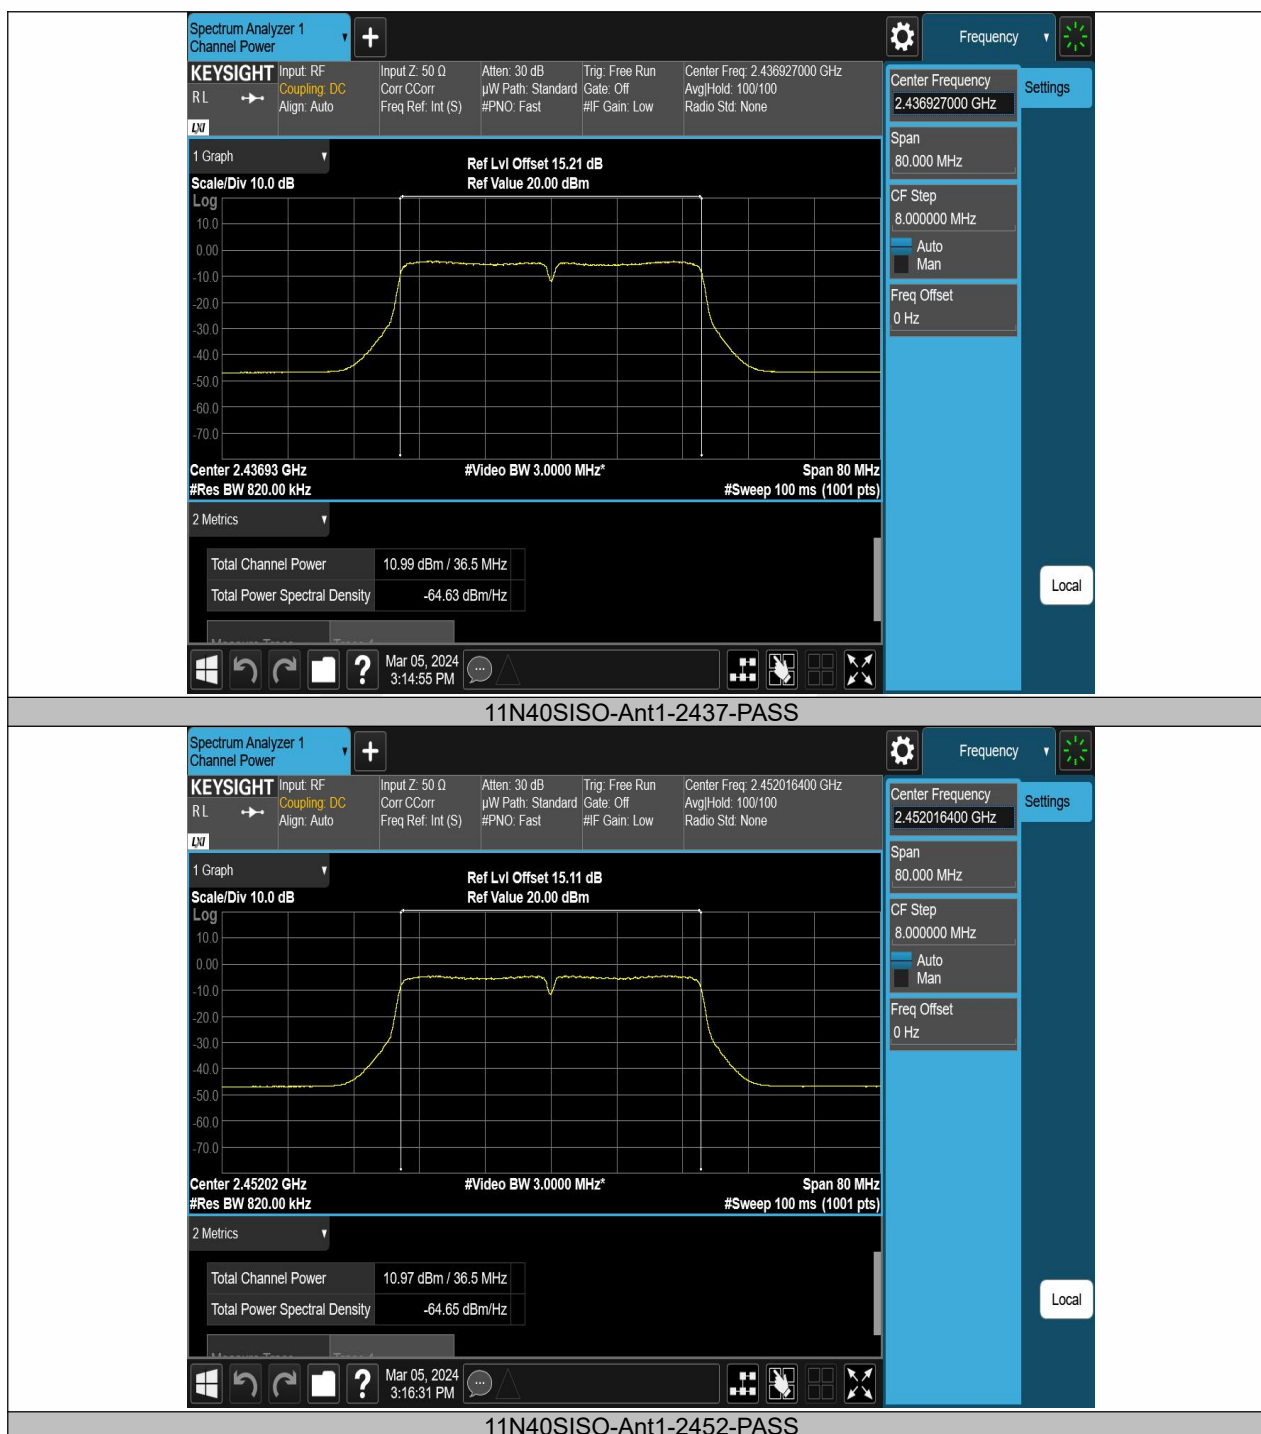 Spectrum Analyzer 1
Channel Power
+
Frequency
KEYSIGHT
RL
LXI
Input: RF
Coupling: DC
Align: Auto
Input Z: 50 Ω
Corr CCorr
Freq Ref: Int (S)
Atten: 30 dB
µW Path: Standard
#PNO: Fast
Trig: Free Run
Gate: Off
#IF Gain: Low
Center Freq: 2.436927000 GHz
Avg|Hold: 100/100
Radio Std: None
Center Frequency
2.436927000 GHz
Settings
Span
80.000 MHz
CF Step
8.000000 MHz
Auto
Man
Freq Offset
0 Hz
Local
1 Graph
Ref Lvl Offset 15.21 dB
Scale/Div 10.0 dB
Ref Value 20.00 dBm
Log
10.0
0.00
-10.0
-20.0
-30.0
-40.0
-50.0
-60.0
-70.0
Center 2.43693 GHz
#Video BW 3.0000 MHz*
Span 80 MHz
#Res BW 820.00 kHz
#Sweep 100 ms (1001 pts)
2 Metrics
Total Channel Power 10.99 dBm / 36.5 MHz
Total Power Spectral Density -64.63 dBm/Hz
?
Mar 05, 2024
3:14:55 PM
11N40SISO-Ant1-2437-PASS
Spectrum Analyzer 1
Channel Power
+
Frequency
KEYSIGHT
RL
LXI
Input: RF
Coupling: DC
Align: Auto
Input Z: 50 Ω
Corr CCorr
Freq Ref: Int (S)
Atten: 30 dB
µW Path: Standard
#PNO: Fast
Trig: Free Run
Gate: Off
#IF Gain: Low
Center Freq: 2.452016400 GHz
Avg|Hold: 100/100
Radio Std: None
Center Frequency
2.452016400 GHz
Settings
Span
80.000 MHz
CF Step
8.000000 MHz
Auto
Man
Freq Offset
0 Hz
Local
1 Graph
Ref Lvl Offset 15.11 dB
Scale/Div 10.0 dB
Ref Value 20.00 dBm
Log
10.0
0.00
-10.0
-20.0
-30.0
-40.0
-50.0
-60.0
-70.0
Center 2.45202 GHz
#Video BW 3.0000 MHz*
Span 80 MHz
#Res BW 820.00 kHz
#Sweep 100 ms (1001 pts)
2 Metrics
Total Channel Power 10.97 dBm / 36.5 MHz
Total Power Spectral Density -64.65 dBm/Hz
?
Mar 05, 2024
3:16:31 PM
11N40SISO-Ant1-2452-PASS